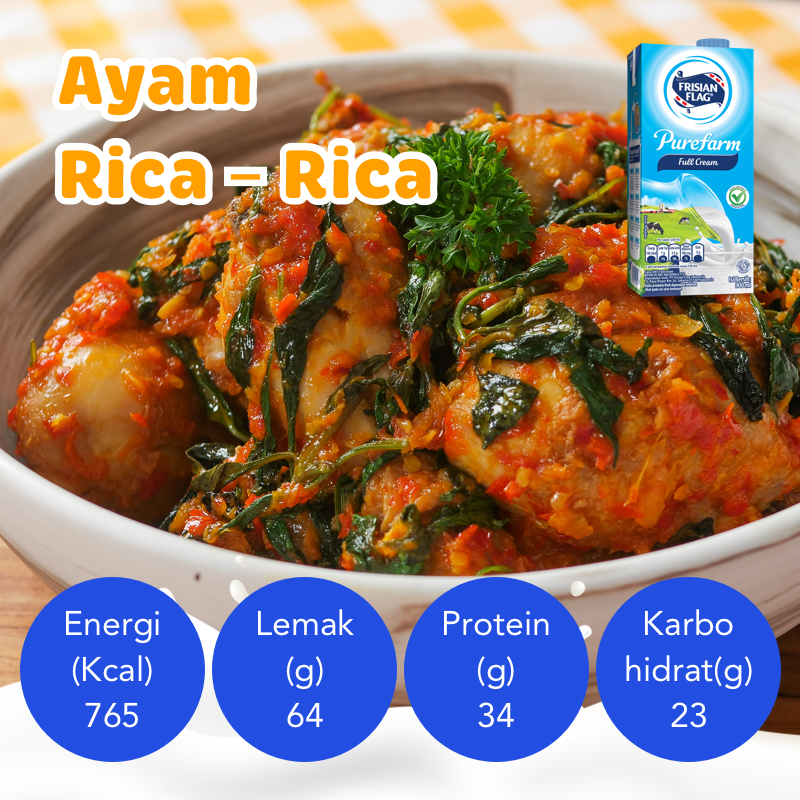 Ayam
Rica – Rica
FRISIAN
FLAG
Purefarm
Full Cream
Energi
(Kcal)
765
Lemak
(g)
64
Protein
(g)
34
Karbo
hidrat(g)
23